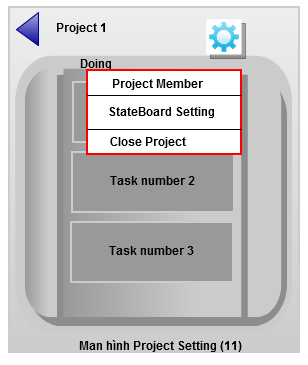 Project 1
Doing
Project Member
StateBoard Setting
Close Project
Task number 2
Task number 3
Man hình Project Setting (11)